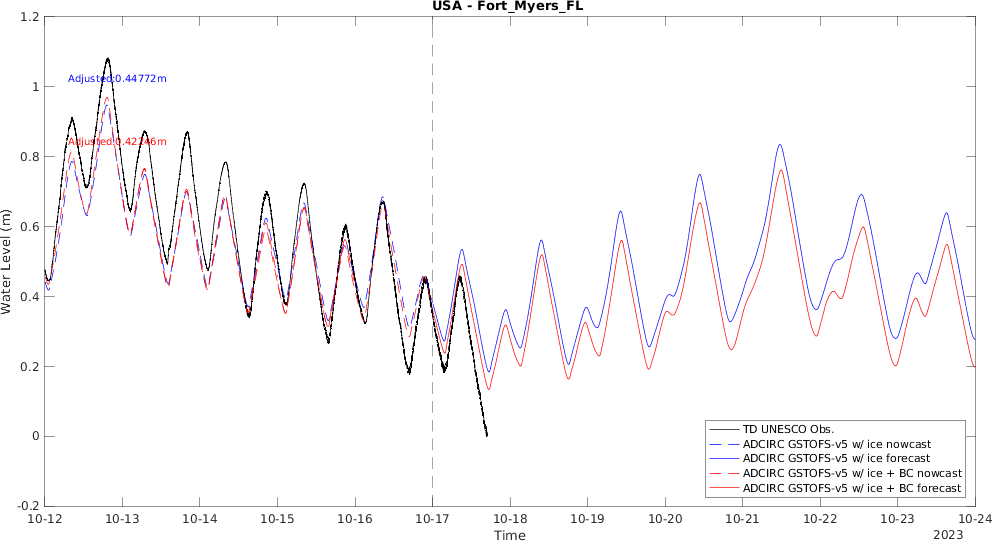 USA - Fort_Myers_FL
1.2
1
0.8
0.6
0.4
0.2
0
-0.2
Water Level (m)
Adjusted:0.44772m
Adjusted:0.42246m
TD UNESCO Obs.
ADCIRC GSTOFS-v5 w/ ice nowcast
ADCIRC GSTOFS-v5 w/ ice forecast
ADCIRC GSTOFS-v5 w/ ice + BC nowcast
ADCIRC GSTOFS-v5 w/ ice + BC forecast
10-12 10-13 10-14 10-15 10-16 10-17 10-18 10-19 10-20 10-21 10-22 10-23 10-24
Time
2023